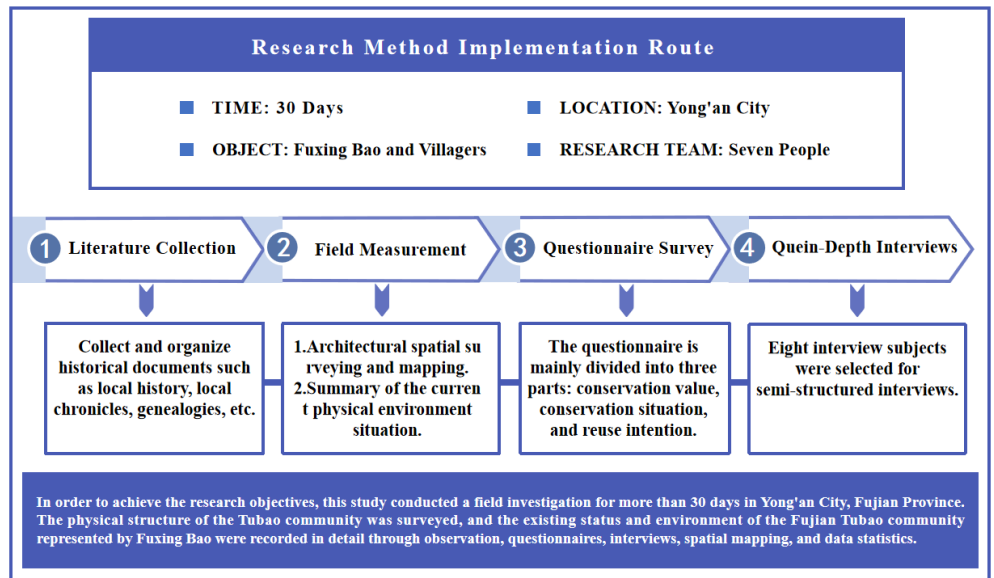 Research Method Implementation Route
TIME: 30 Days
LOCATION: Yong'an City
OBJECT: Fuxing Bao and Villagers
RESEARCH TEAM: Seven People
1 Literature Collection
2 Field Measurement
3 Questionnaire Survey
4 Quein-Depth Interviews
Collect and organize
historical documents such
as local history, local
chronicles, genealogies, etc.
1.Architectural spatial su
rveying and mapping.
2.Summary of the curren
t physical environment
situation.
The questionnaire is
mainly divided into three
parts: conservation value,
conservation situation,
and reuse intention.
Eight interview subjects
were selected for
semi-structured interviews.
In order to achieve the research objectives, this study conducted a field investigation for more than 30 days in Yong'an City, Fujian Province.
The physical structure of the Tubao community was surveyed, and the existing status and environment of the Fujian Tubao community
represented by Fuxing Bao were recorded in detail through observation, questionnaires, interviews, spatial mapping, and data statistics.